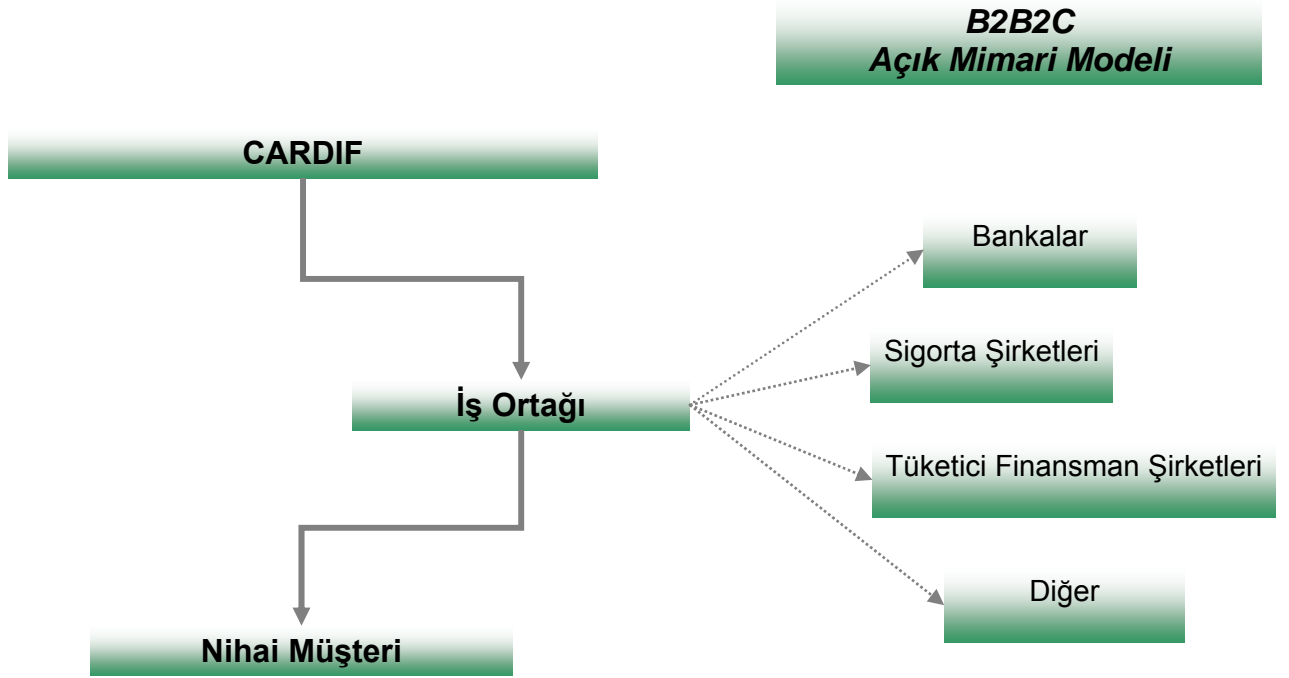 B2B2C
Açık Mimari Modeli
CARDIF
Bankalar
Sigorta Şirketleri
İş Ortağı
Tüketici Finansman Şirketleri
Diğer
Nihai Müşteri